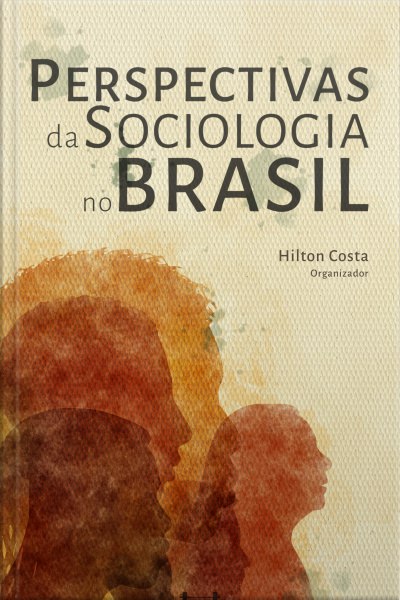 PERSPECTIVAS
da SOCIOLOGIA
no BRASIL
Hilton Costa
Organizador